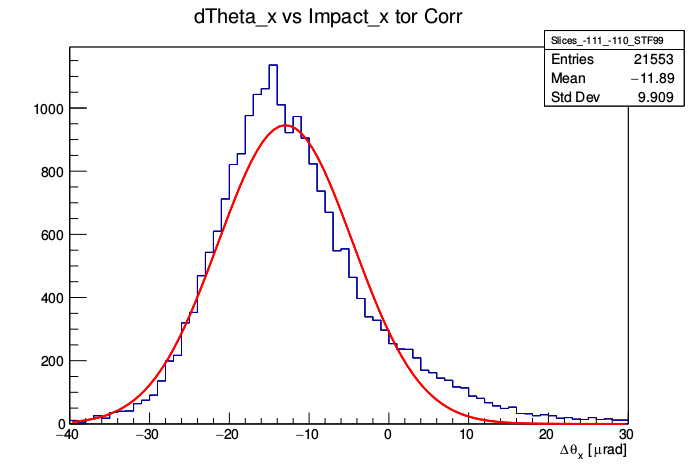 dTheta_x vs Impact_x tor Corr
Slices_-111_-110_STF99
Entries 21553
Mean −11.89
Std Dev 9.909
1000
800
600
400
200
0
−40 −30 −20 −10 0 10 20 30
Δθx [μrad]